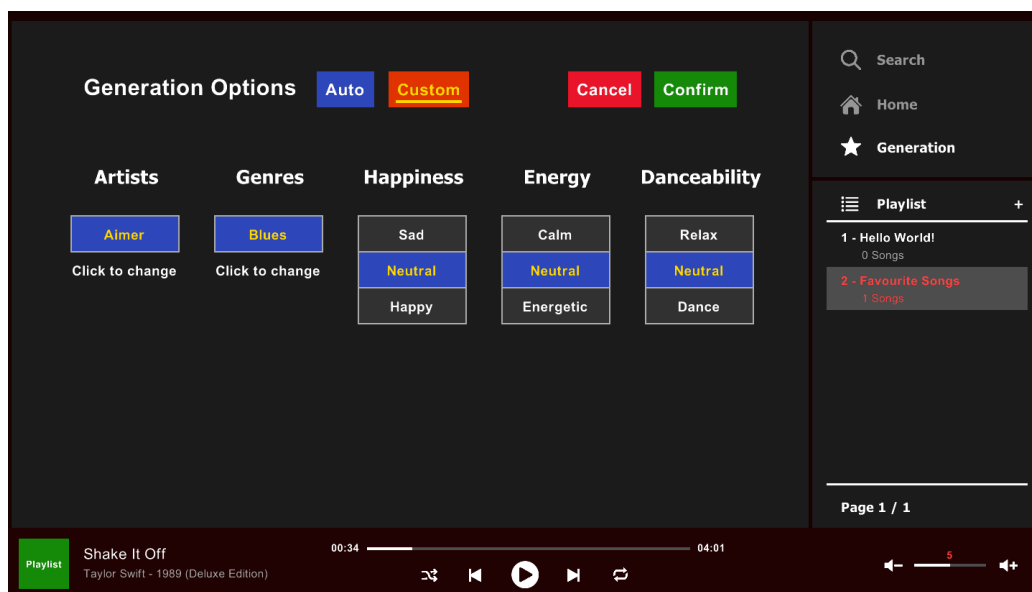 Generation Options Auto Custom Cancel Confirm
Artists Genres Happiness Energy Danceability
Aimer Blues Sad Calm Relax
Click to change Click to change Neutral Neutral Neutral
Happy Energetic Dance
Search
Home
Generation
Playlist +
1 - Hello World!
0 Songs
2 - Favourite Songs
1 Songs
Page 1 / 1
Playlist
Shake It Off
Taylor Swift - 1989 (Deluxe Edition)
00:34 04:01
5